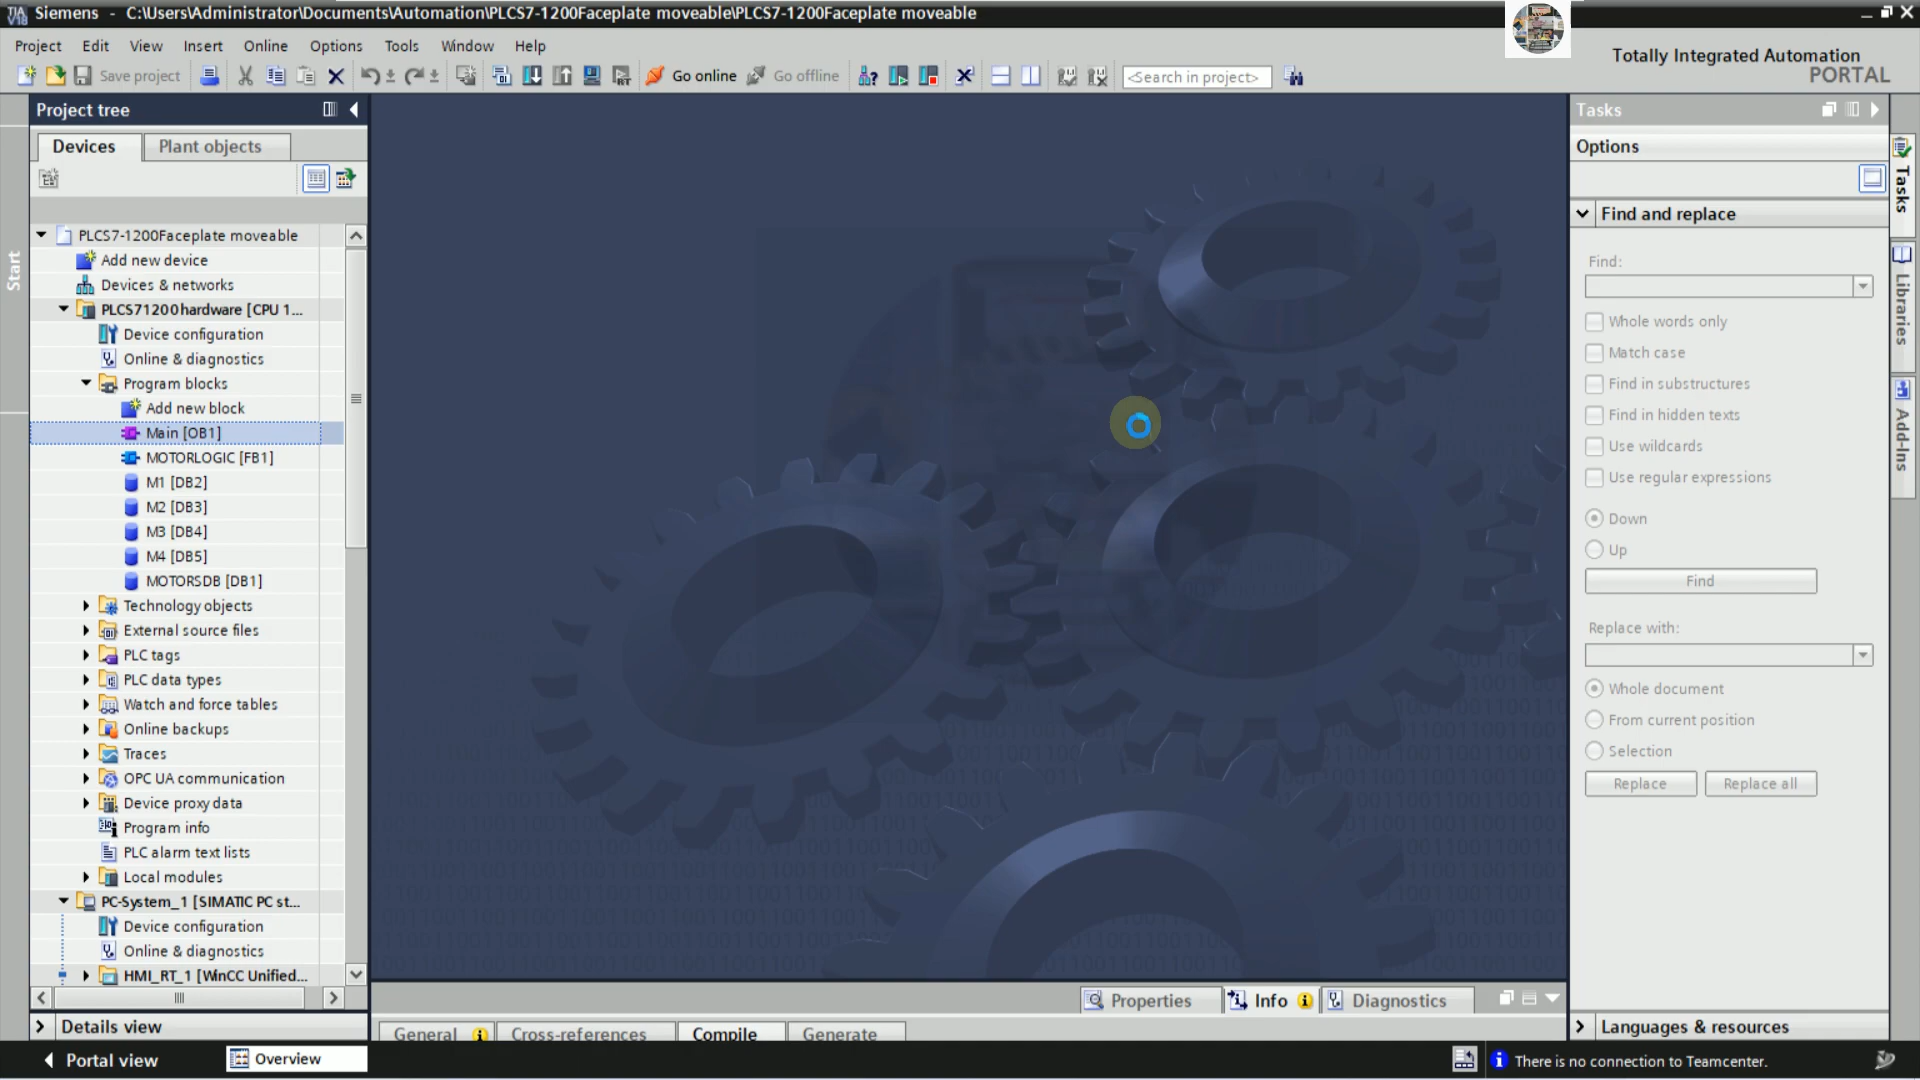 Siemens - C:\Users\Administrator\Documents\Automation\PLCS7-1200Faceplate moveable\PLCS7-1200Faceplate moveable
Project Edit View Insert Online Options Tools Window Help
Totally Integrated Automation
PORTAL
Save project
Go online
Go offline
<Search in project>
Project tree
Devices
Plant objects
Start
PLCS7-1200Faceplate moveable
Add new device
Devices & networks
PLCS71200hardware [CPU 1...
Device configuration
Online & diagnostics
Program blocks
Add new block
Main [OB1]
MOTORLOGIC [FB1]
M1 [DB2]
M2 [DB3]
M3 [DB4]
M4 [DB5]
MOTORSDB [DB1]
Technology objects
External source files
PLC tags
PLC data types
Watch and force tables
Online backups
Traces
OPC UA communication
Device proxy data
Program info
PLC alarm text lists
Local modules
PC-System_1 [SIMATIC PC st...
Device configuration
Online & diagnostics
HMI_RT_1 [WinCC Unified...
Details view
Portal view
Overview
Properties
Info
Diagnostics
General
Cross-references
Compile
Generate
Tasks
Options
Find and replace
Find:
Whole words only
Match case
Find in substructures
Find in hidden texts
Use wildcards
Use regular expressions
Down
Up
Find
Replace with:
Whole document
From current position
Selection
Replace
Replace all
Languages & resources
Tasks
Libraries
Add-Ins
There is no connection to Teamcenter.